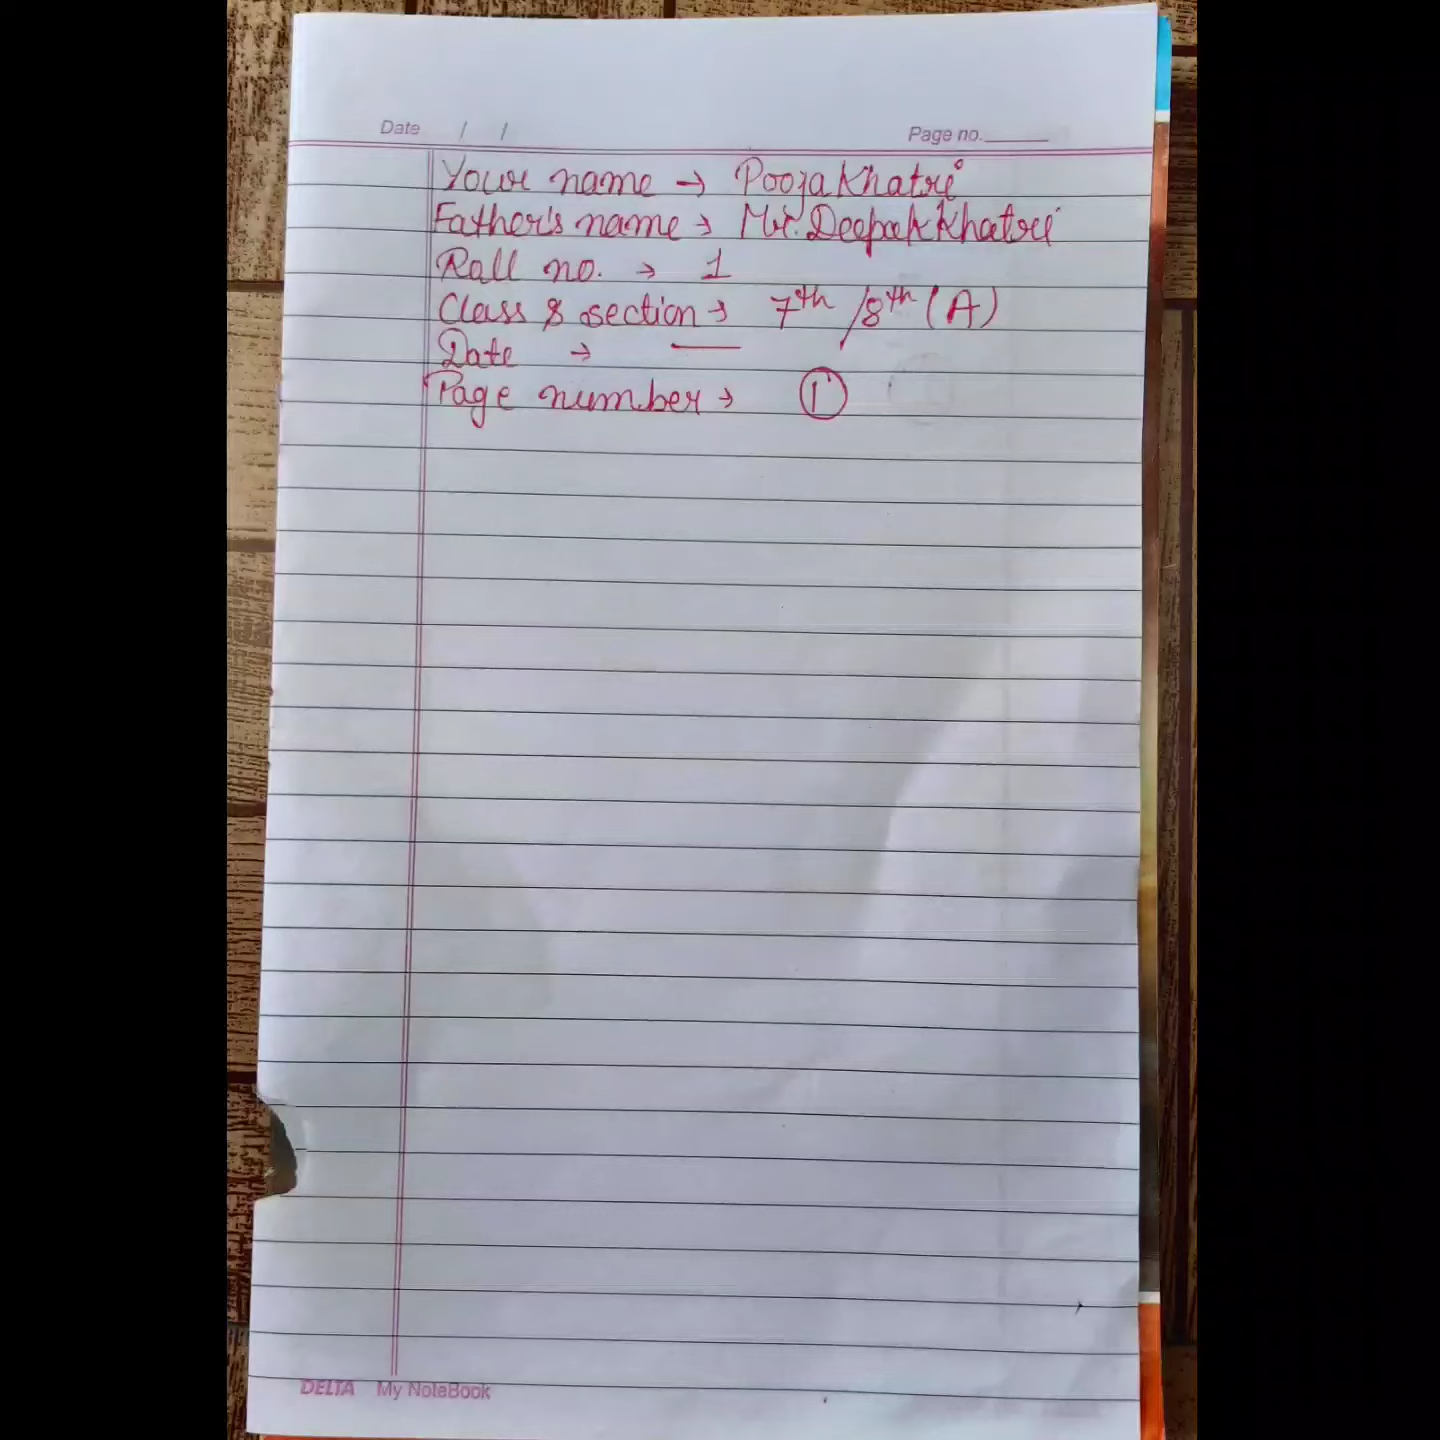 Date / /
Page no.
Your name → Pooja Khatri
Father's name → Mr. Deepak Khatri
Roll no. → 1
Class & section → 7th / 8th (A)
Date → —
Page number → 1
DELTA My NoteBook